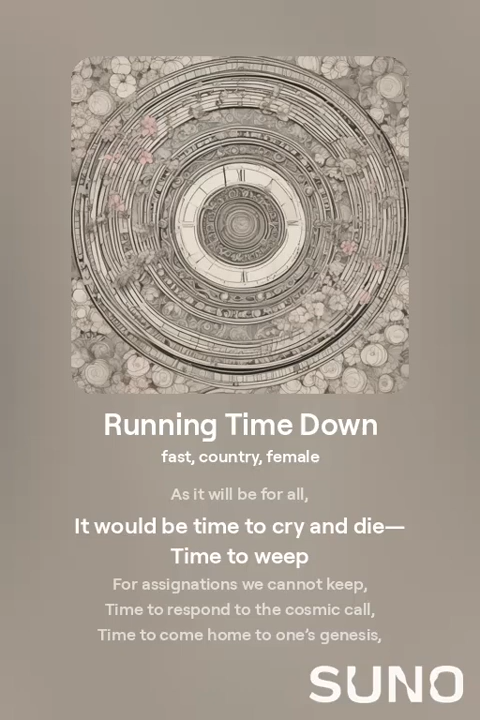 Running Time Down
fast, country, female
As it will be for all,
It would be time to cry and die—
Time to weep
For assignations we cannot keep,
Time to respond to the cosmic call,
Time to come home to one’s genesis,
SUNO